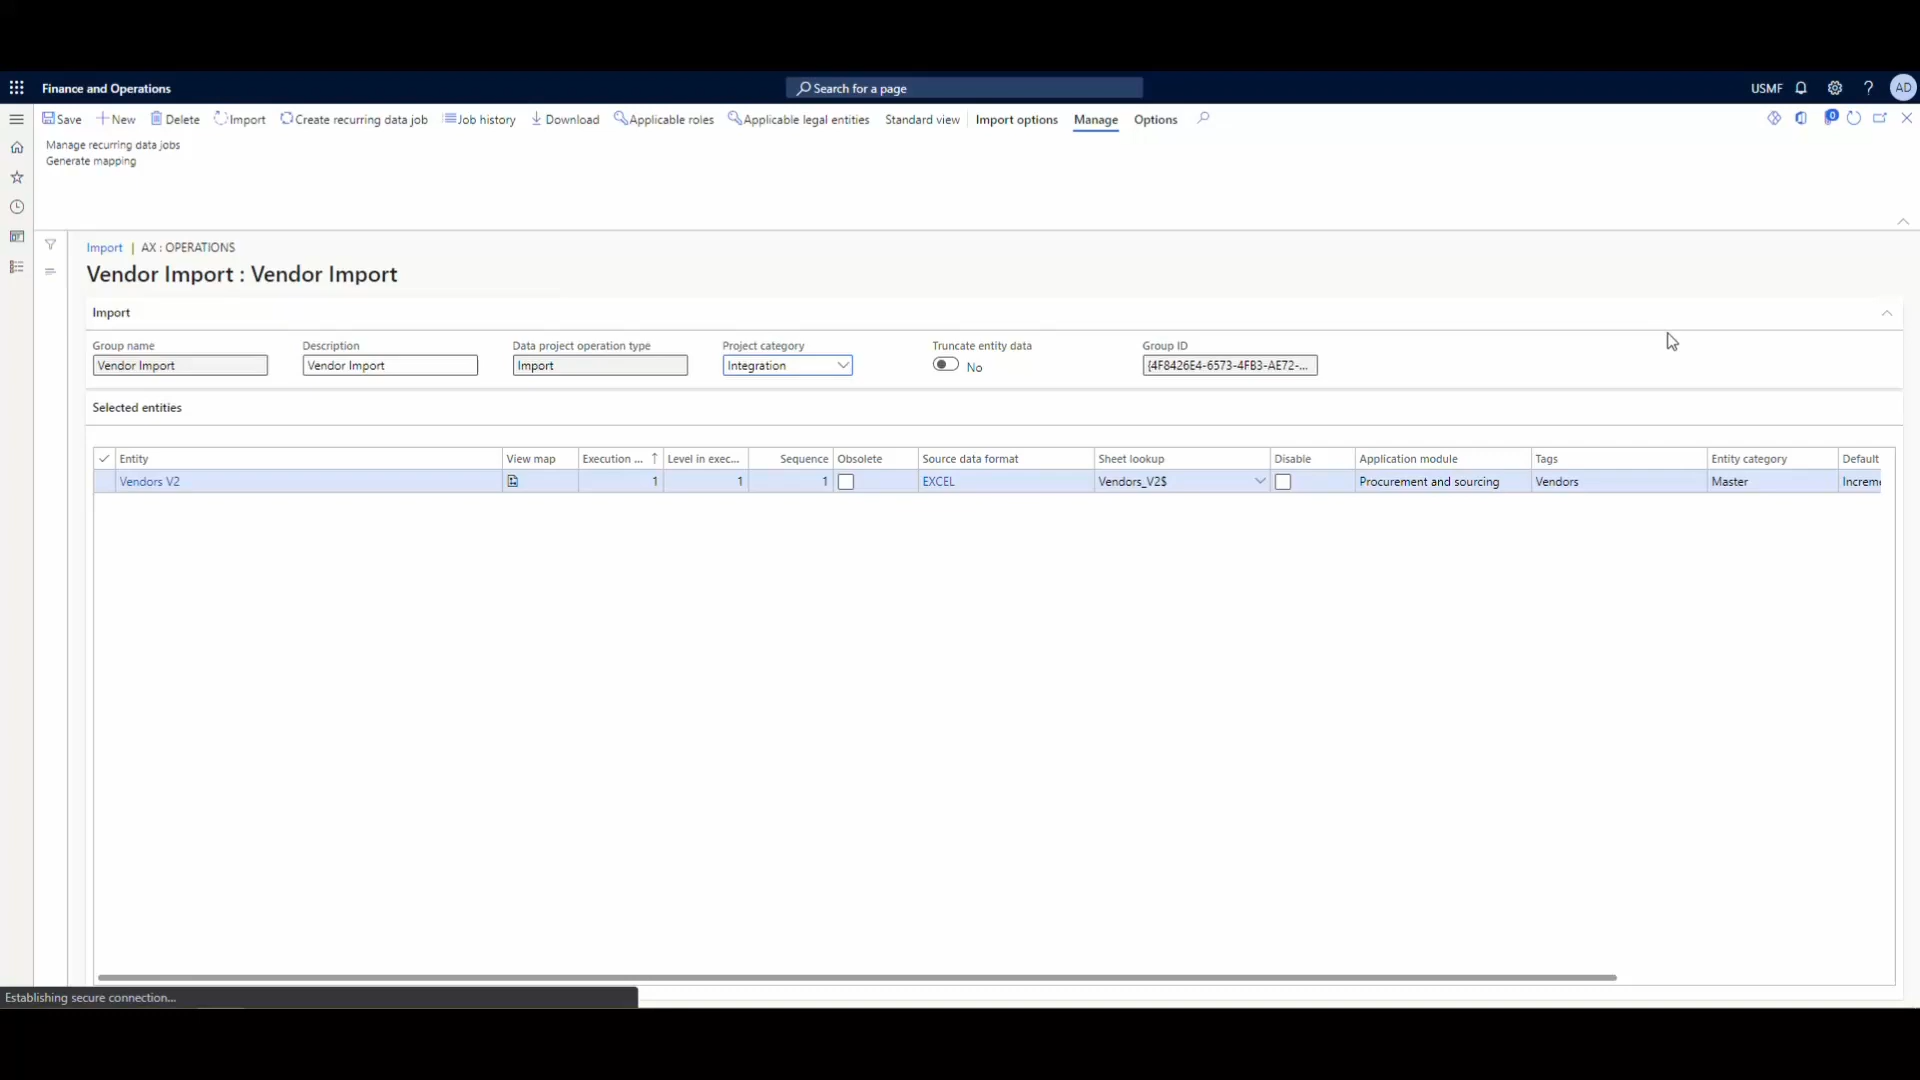 Finance and Operations
Search for a page
USMF
AD
Save New Delete Import Create recurring data job Job history Download Applicable roles Applicable legal entities Standard view Import options Manage Options
0
Manage recurring data jobs
Generate mapping
Import | AX : OPERATIONS
Vendor Import : Vendor Import
Import
Group name Description Data project operation type Project category Truncate entity data Group ID
Vendor Import Vendor Import Import Integration No {4F8426E4-6573-4FB3-AE72-...
Selected entities
Entity View map Execution ... Level in exec... Sequence Obsolete Source data format Sheet lookup Disable Application module Tags Entity category Default
Vendors V2 1 1 1 EXCEL Vendors_V2$ Procurement and sourcing Vendors Master Increme
Establishing secure connection...